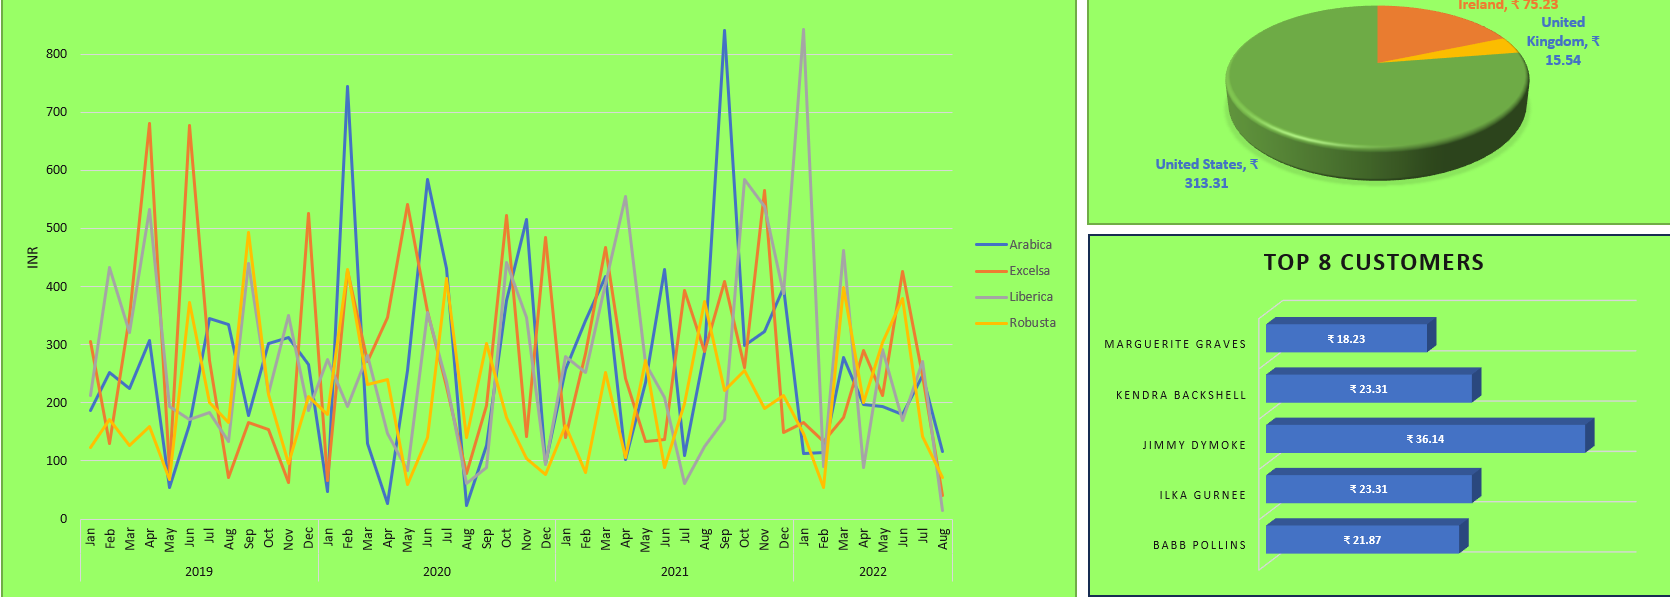 800
700
600
500
400
300
200
100
0
INR
Jan Feb Mar Apr May Jun Jul Aug Sep Oct Nov Dec Jan Feb Mar Apr May Jun Jul Aug Sep Oct Nov Dec Jan Feb Mar Apr May Jun Jul Aug Sep Oct Nov Dec Jan Feb Mar Apr May Jun Jul Aug
2019 2020 2021 2022
Arabica
Excelsa
Liberica
Robusta
Ireland, ₹ 75.23
United
Kingdom, ₹
15.54
United States, ₹
313.31
TOP 8 CUSTOMERS
MARGUERITE GRAVES ₹ 18.23
KENDRA BACKSHELL ₹ 23.31
JIMMY DYMOKE ₹ 36.14
ILKA GURNEE ₹ 23.31
BABB POLLINS ₹ 21.87